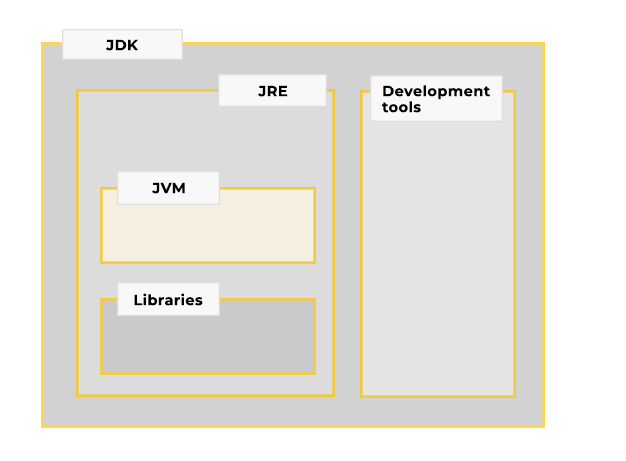 JDK
JRE
Development
tools
JVM
Libraries